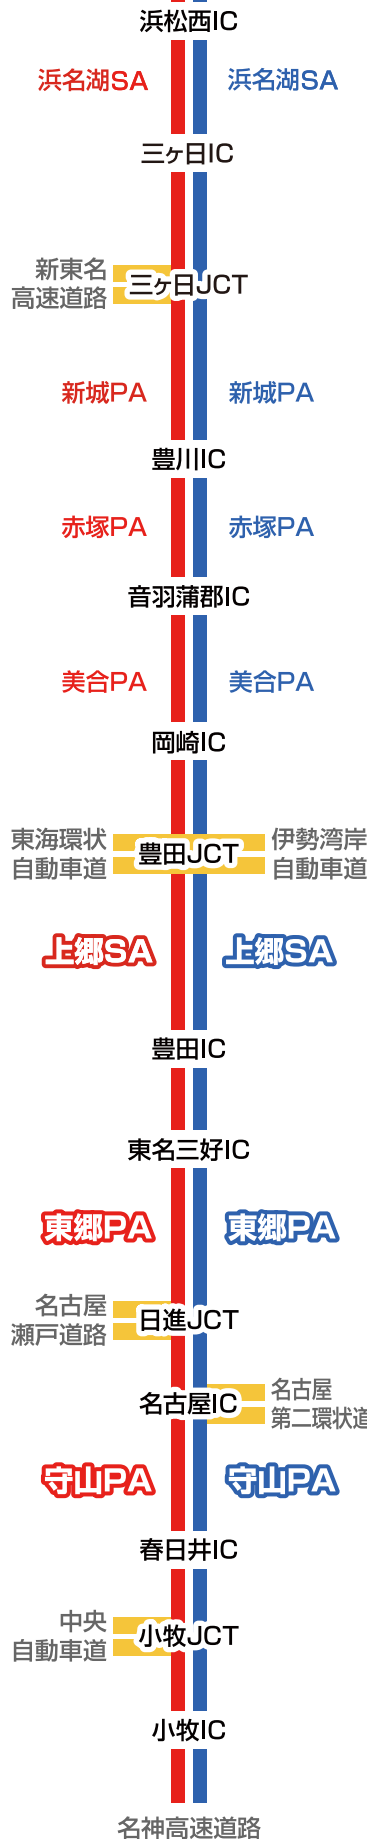 浜松西IC
浜名湖SA
浜名湖SA
三ヶ日IC
新東名
高速道路
三ヶ日JCT
新城PA
新城PA
豊川IC
赤塚PA
赤塚PA
音羽蒲郡IC
美合PA
美合PA
岡崎IC
東海環状
自動車道
豊田JCT
伊勢湾岸
自動車道
上郷SA
上郷SA
豊田IC
東名三好IC
東郷PA
東郷PA
名古屋
瀬戸道路
日進JCT
名古屋IC
名古屋
第二環状道
守山PA
守山PA
春日井IC
中央
自動車道
小牧JCT
小牧IC
名神高速道路